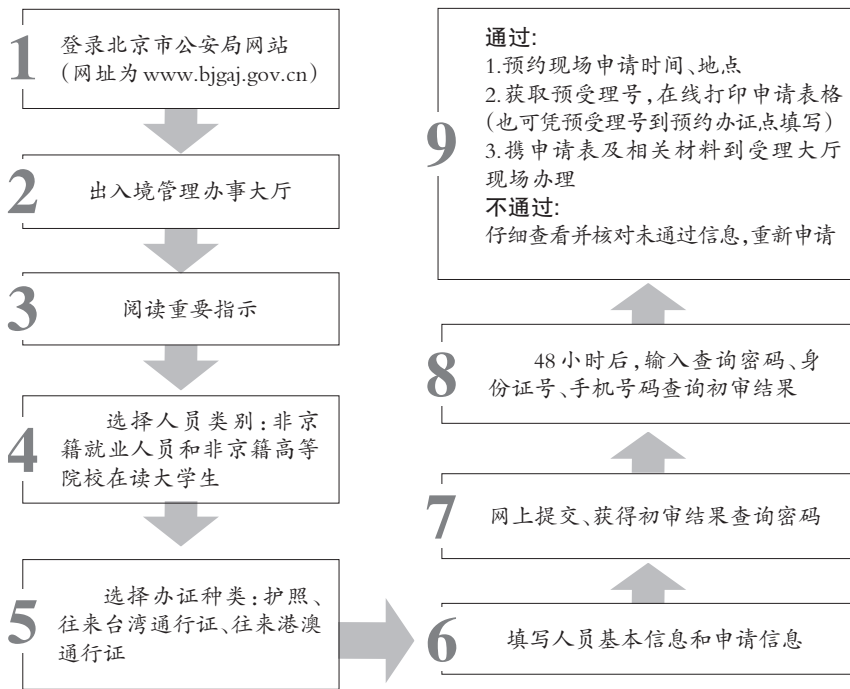 1
登录北京市公安局网站
(网址为www.bjgaj.gov.cn)
2
出入境管理办事大厅
3
阅读重要指示
4
选择人员类别:非京
籍就业人员和非京籍高等
院校在读大学生
5
选择办证种类:护照、
往来台湾通行证、往来港澳
通行证
6
填写人员基本信息和申请信息
7
网上提交、获得初审结果查询密码
8
48小时后,输入查询密码、身
份证号、手机号码查询初审结果
9
通过:
1.预约现场申请时间、地点
2.获取预受理号,在线打印申请表格
(也可凭预受理号到预约办证点填写)
3.携申请表及相关材料到受理大厅
现场办理
不通过:
仔细查看并核对未通过信息,重新申请